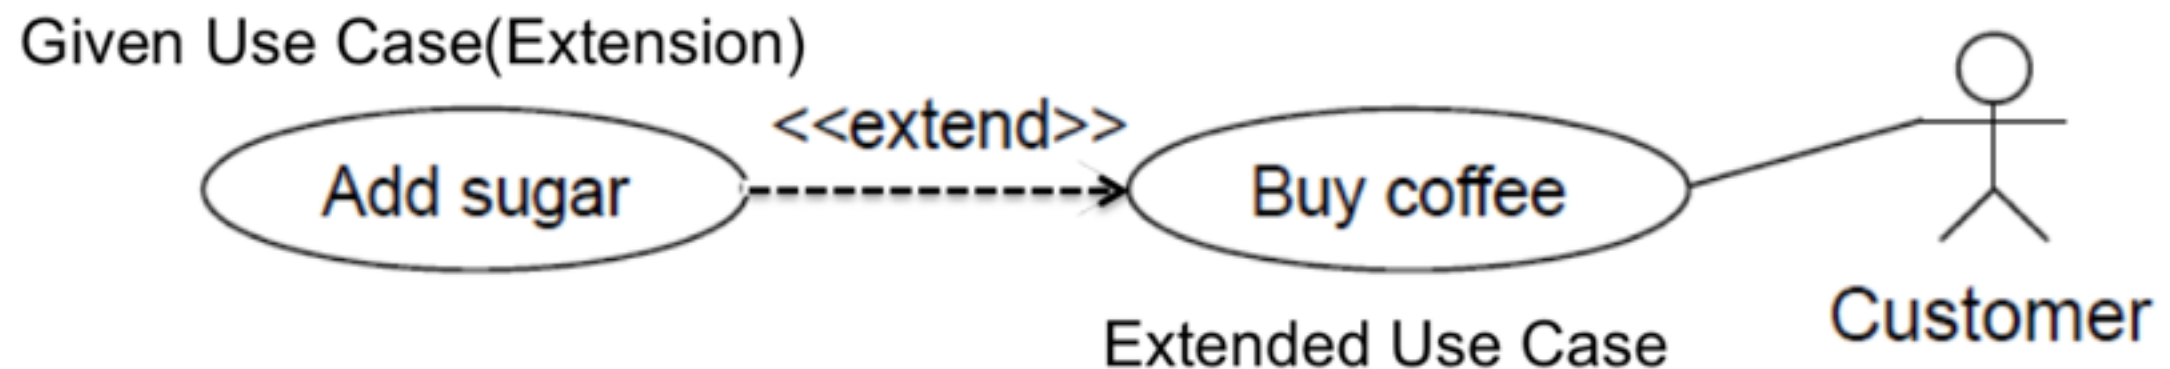 Given Use Case(Extension)
<<extend>>
Add sugar
Buy coffee
Customer
Extended Use Case